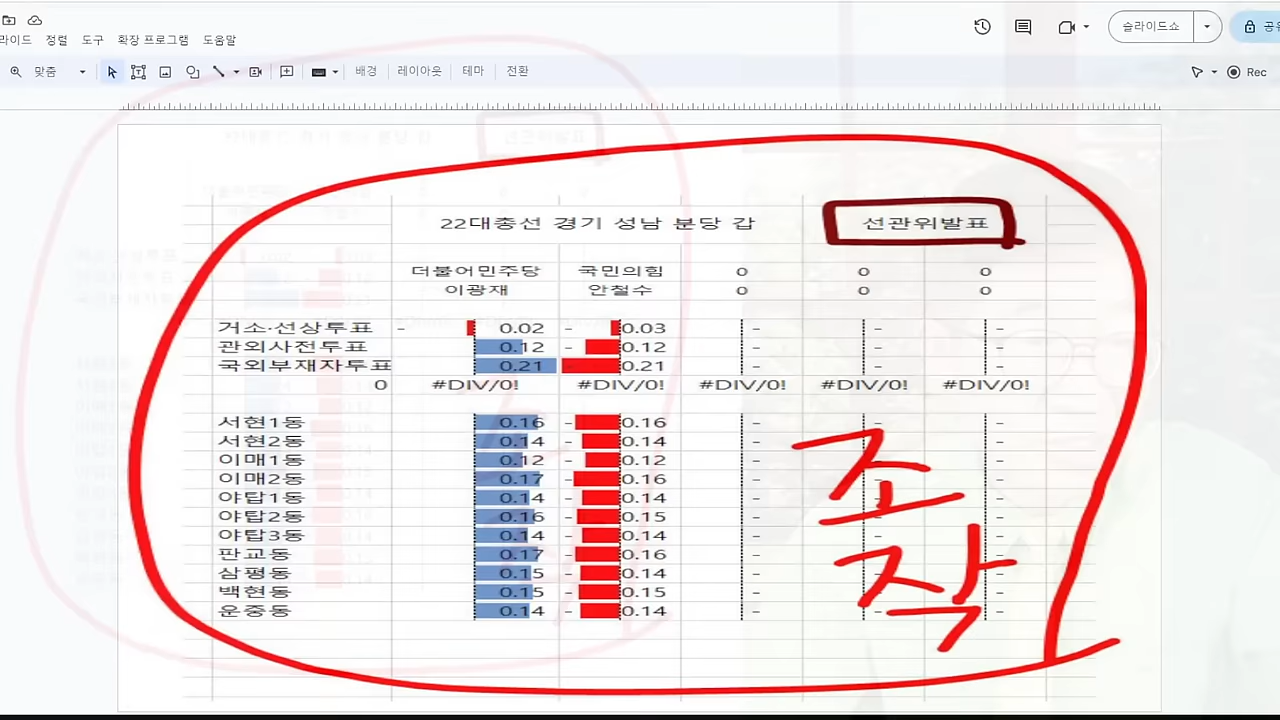 라이드 정렬 도구 확장 프로그램 도움말
슬라이드쇼
공유
맞춤 배경 레이아웃 테마 전환
Rec
22대총선 경기 성남 분당 갑 선관위발표
더불어민주당 국민의힘 0 0 0
이광재 안철수 0 0 0
거소·선상투표 - 0.02 - 0.03 - - -
관외사전투표 0.12 - 0.12 - - -
국외부재자투표 0.21 - 0.21 - - -
0 #DIV/0! #DIV/0! #DIV/0! #DIV/0! #DIV/0!
서현1동 0.16 - 0.16 - - -
서현2동 0.14 - 0.14 - - -
이매1동 0.12 - 0.12 - - -
이매2동 0.17 - 0.16 - - -
야탑1동 0.14 - 0.14 - - -
야탑2동 0.16 - 0.15 - - -
야탑3동 0.14 - 0.14 - - -
판교동 0.17 - 0.16 - - -
삼평동 0.15 - 0.14 - - -
백현동 0.15 - 0.15 - - -
운중동 0.14 - 0.14 - - -
조
작